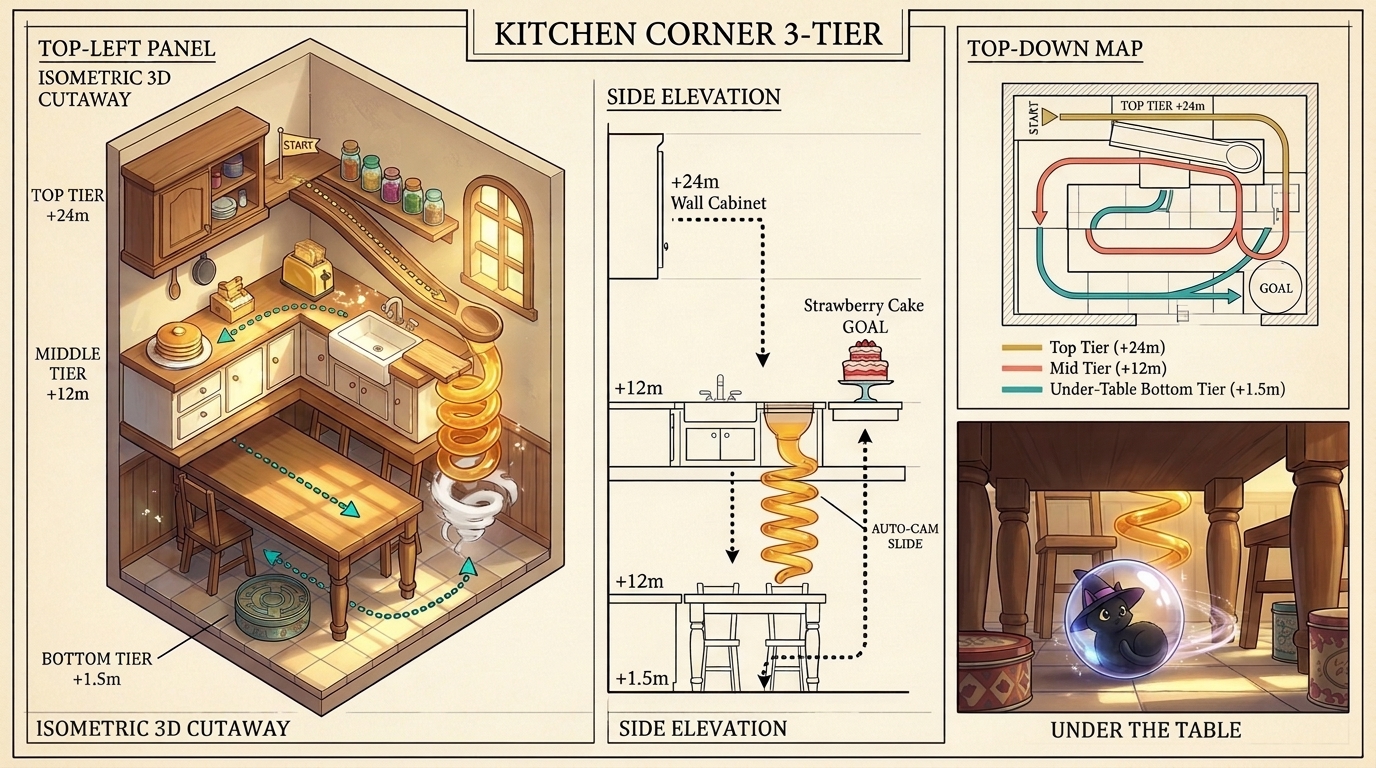 KITCHEN CORNER 3-TIER
TOP-LEFT PANEL
ISOMETRIC 3D
CUTAWAY
START
TOP TIER
+24m
MIDDLE
TIER
+12m
BOTTOM TIER
+1.5m
ISOMETRIC 3D CUTAWAY
SIDE ELEVATION
+24m
Wall Cabinet
Strawberry Cake
GOAL
+12m
AUTO-CAM
SLIDE
+12m
+1.5m
SIDE ELEVATION
TOP-DOWN MAP
START
TOP TIER +24m
GOAL
Top Tier (+24m)
Mid Tier (+12m)
Under-Table Bottom Tier (+1.5m)
UNDER THE TABLE